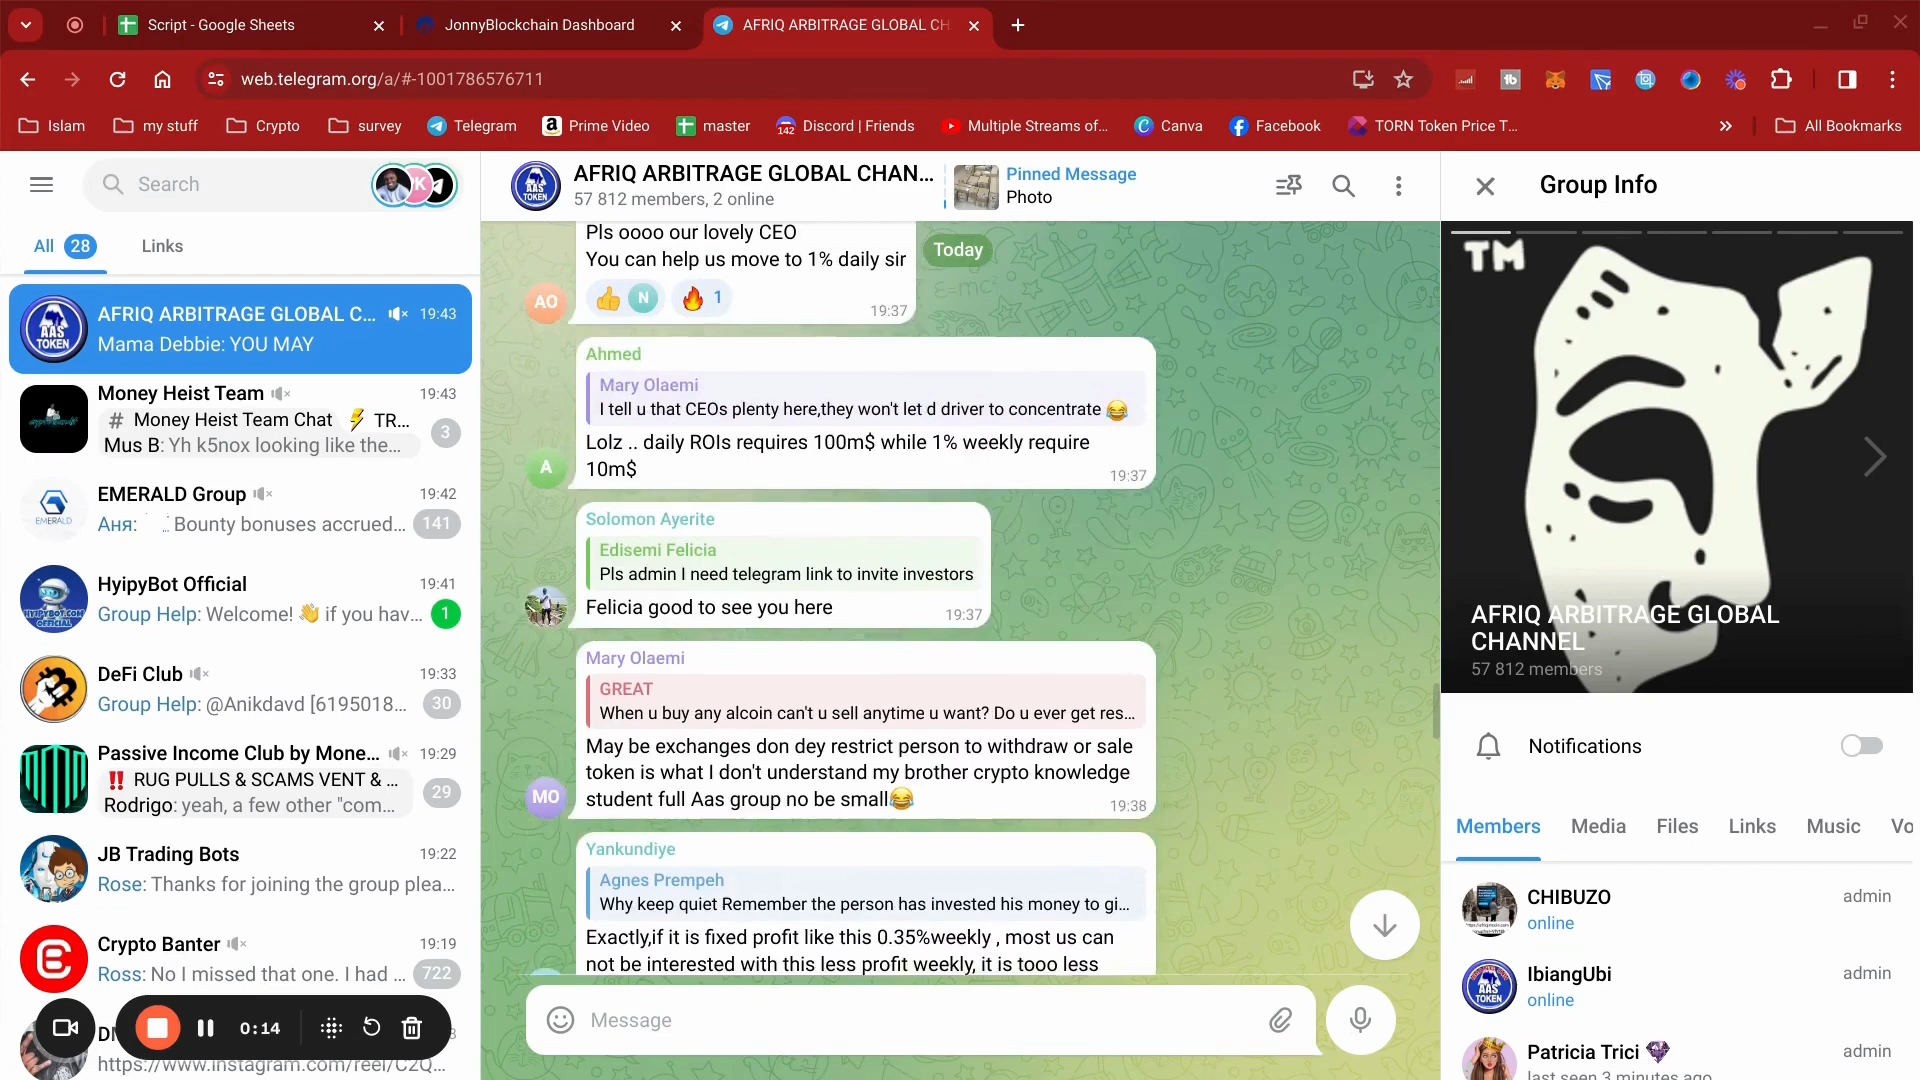 Script - Google Sheets
JonnyBlockchain Dashboard
AFRIQ ARBITRAGE GLOBAL CH
web.telegram.org/a/#-1001786576711
Islam
my stuff
Crypto
survey
Telegram
Prime Video
master
142
Discord | Friends
Multiple Streams of...
Canva
Facebook
TORN Token Price T...
All Bookmarks
Search
K
All 28
Links
AFRIQ ARBITRAGE GLOBAL C... 19:43
Mama Debbie: YOU MAY
AAS
TOKEN
Money Heist Team 19:43
# Money Heist Team Chat ⚡ TR...
Mus B: Yh k5nox looking like the... 3
EMERALD Group 19:42
Аня: Bounty bonuses accrued... 141
EMERALD
HyipyBot Official 19:41
Group Help: Welcome! 👋 if you hav... 1
HYIPYBOT.COM
OFFICIAL
DeFi Club 19:33
Group Help: @Anikdavd [6195018... 30
Passive Income Club by Mone... 19:29
‼️ RUG PULLS & SCAMS VENT & ...
Rodrigo: yeah, a few other "com... 29
JB Trading Bots 19:22
Rose: Thanks for joining the group plea...
Crypto Banter 19:19
Ross: No I missed that one. I had ... 722
0:14
https://www.instagram.com/reel/C2Q...
AAS
TOKEN
AFRIQ ARBITRAGE GLOBAL CHAN...
57 812 members, 2 online
Pinned Message
Photo
Today
Pls oooo our lovely CEO
You can help us move to 1% daily sir
👍 N 🔥 1
19:37
AO
Ahmed
Mary Olaemi
I tell u that CEOs plenty here,they won't let d driver to concentrate 😂
Lolz .. daily ROIs requires 100m$ while 1% weekly require
10m$
19:37
A
Solomon Ayerite
Edisemi Felicia
Pls admin I need telegram link to invite investors
Felicia good to see you here
19:37
Mary Olaemi
GREAT
When u buy any alcoin can't u sell anytime u want? Do u ever get res...
May be exchanges don dey restrict person to withdraw or sale
token is what I don't understand my brother crypto knowledge
student full Aas group no be small😂
19:38
MO
Yankundiye
Agnes Prempeh
Why keep quiet Remember the person has invested his money to gi...
Exactly,if it is fixed profit like this 0.35%weekly , most us can
not be interested with this less profit weekly, it is tooo less
Message
Group Info
TM
AFRIQ ARBITRAGE GLOBAL
CHANNEL
57 812 members
Notifications
Members
Media
Files
Links
Music
Vo
CHIBUZO admin
online
IbiangUbi admin
online
AAS
TOKEN
Patricia Trici 💎 admin
last seen 3 minutes ago